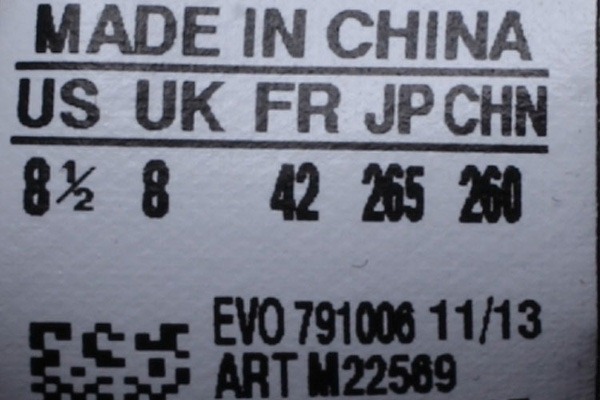 MADE IN CHINA
US UK FR JP CHN
8½ 8 42 265 260
EVO 791006 11/13
ART M22569